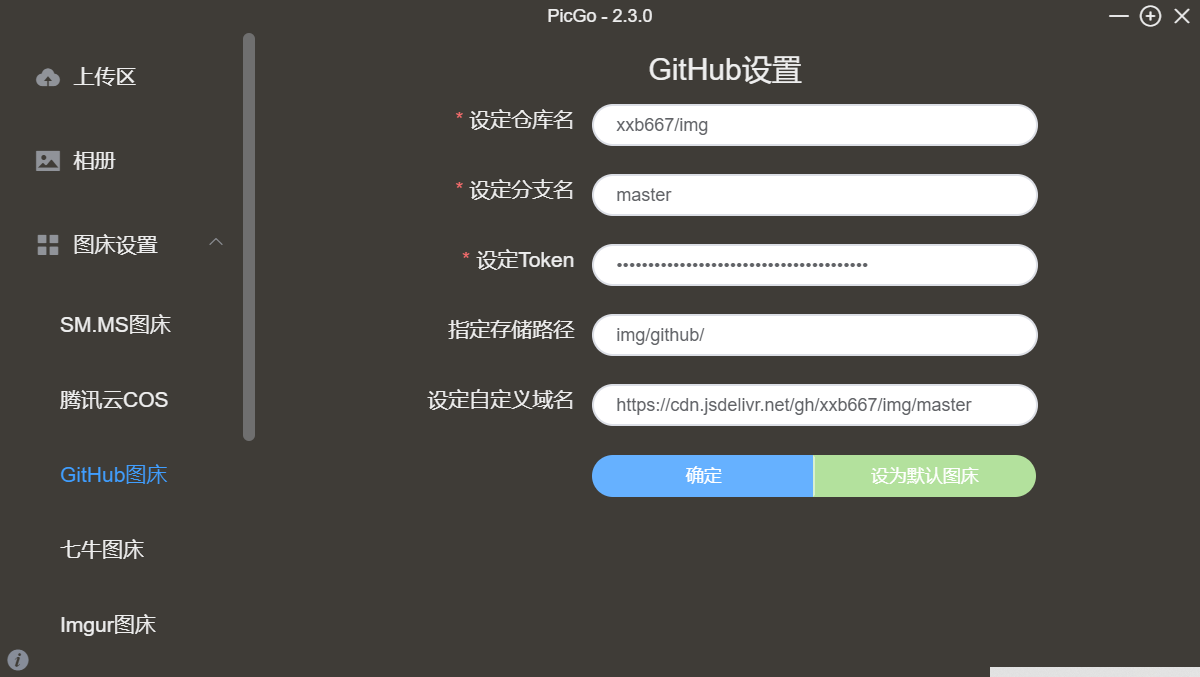 PicGo - 2.3.0
上传区
相册
图床设置
SM.MS图床
腾讯云COS
GitHub图床
七牛图床
Imgur图床
GitHub设置
* 设定仓库名
xxb667/img
* 设定分支名
master
* 设定Token
••••••••••••••••••••••••••••••••••••••••
指定存储路径
img/github/
设定自定义域名
https://cdn.jsdelivr.net/gh/xxb667/img/master
确定
设为默认图床